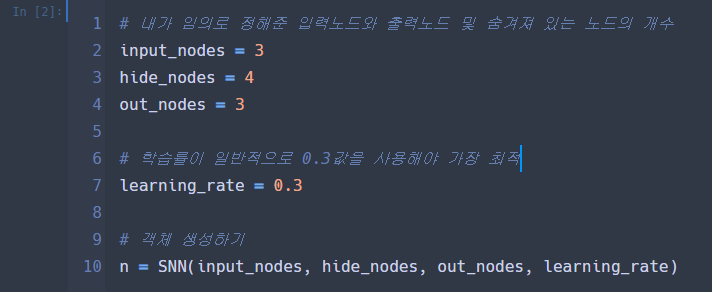 In [2]:
1 # 내가 임의로 정해준 입력노드와 출력노드 및 숨겨져 있는 노드의 개수
2 input_nodes = 3
3 hide_nodes = 4
4 out_nodes = 3
5
6 # 학습률이 일반적으로 0.3값을 사용해야 가장 최적
7 learning_rate = 0.3
8
9 # 객체 생성하기
10 n = SNN(input_nodes, hide_nodes, out_nodes, learning_rate)